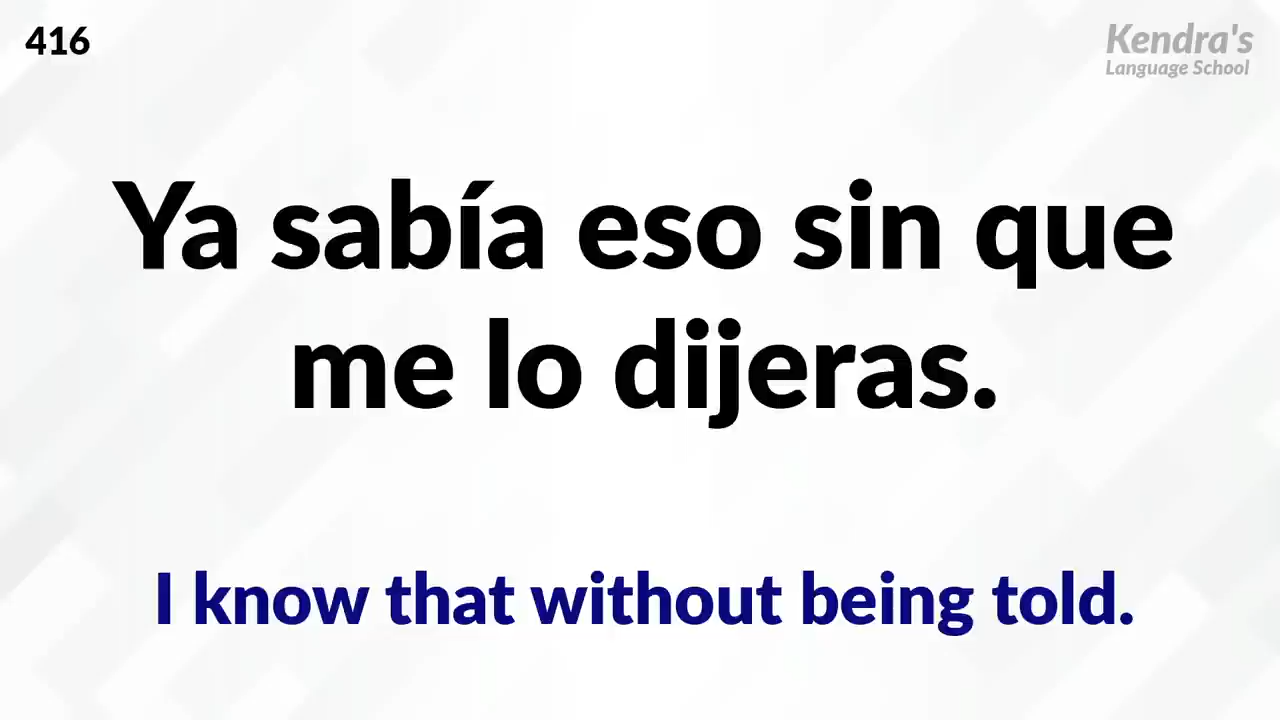 416
Kendra's
Language School
Ya sabía eso sin que
me lo dijeras.
I know that without being told.